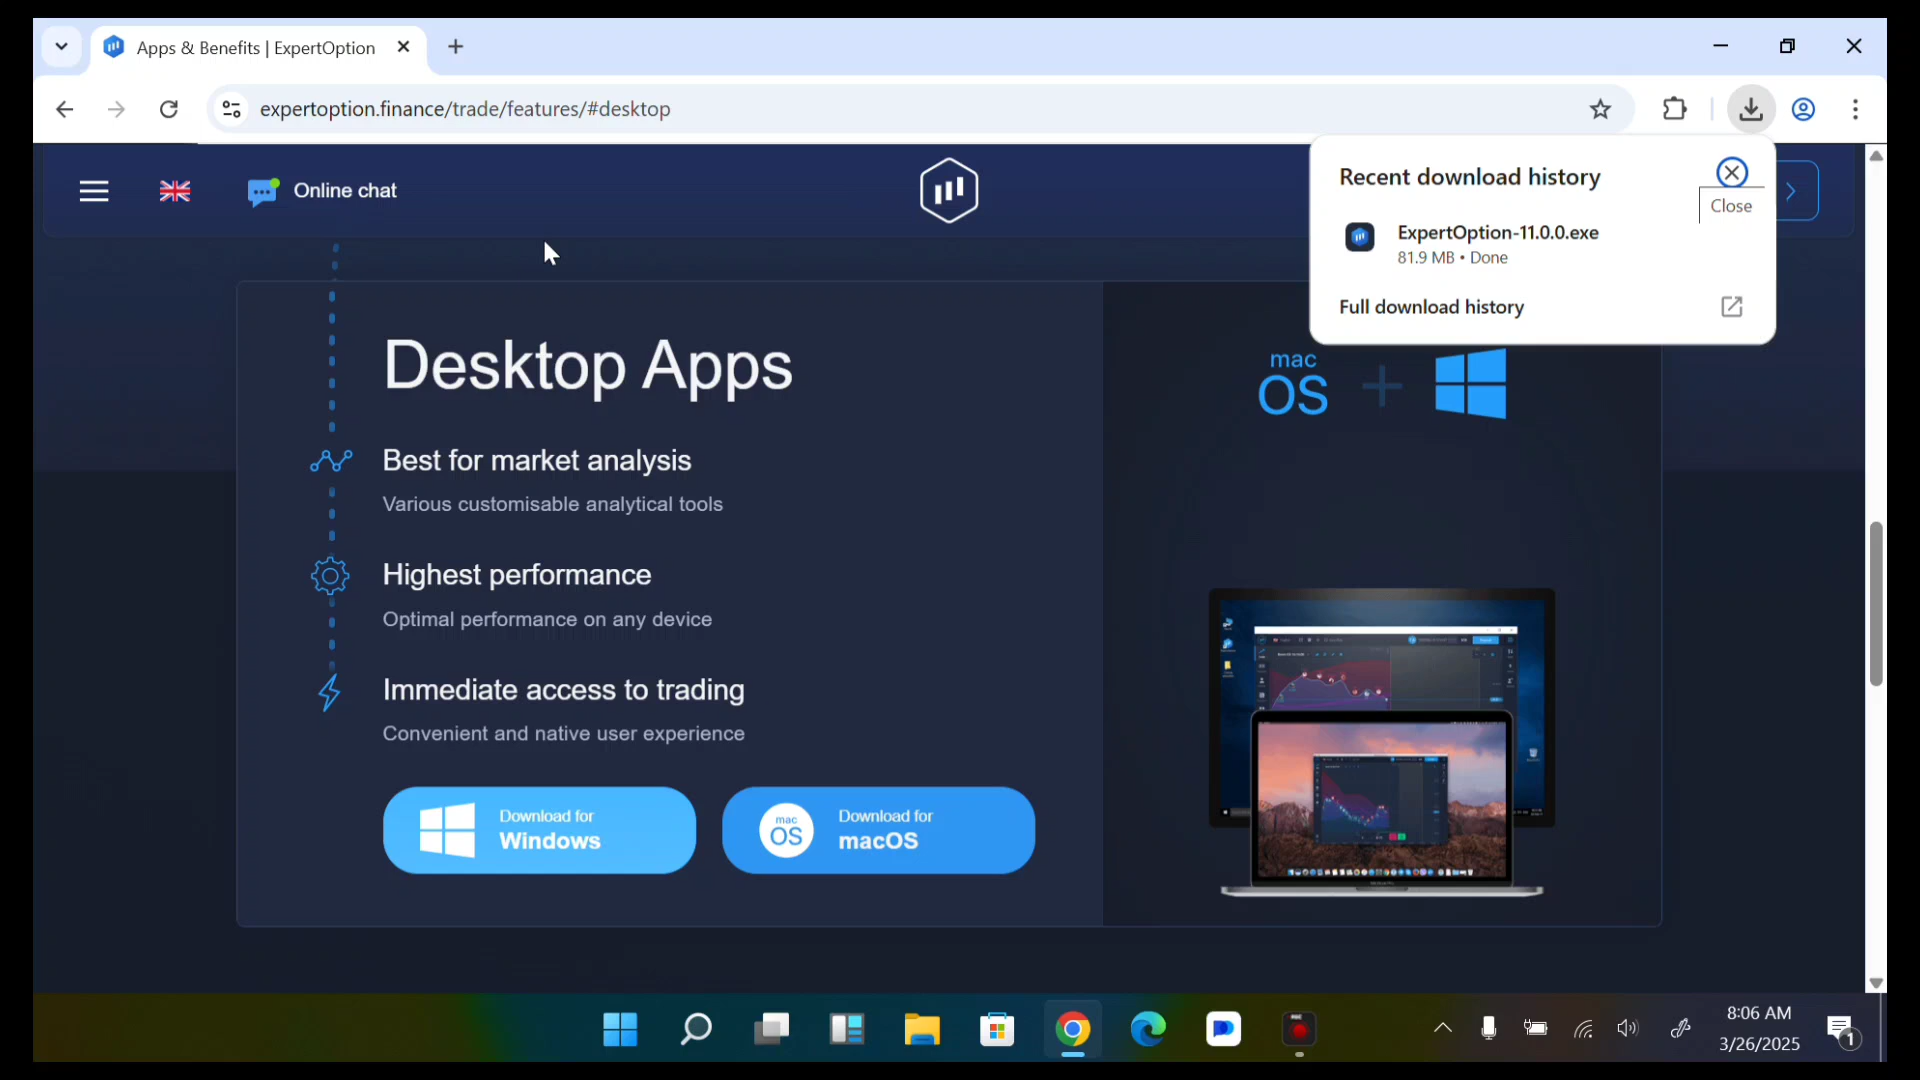 Apps & Benefits | ExpertOption
expertoption.finance/trade/features/#desktop
Recent download history
Close
ExpertOption-11.0.0.exe
81.9 MB • Done
Full download history
Online chat
Desktop Apps
mac
OS
Best for market analysis
Various customisable analytical tools
Highest performance
Optimal performance on any device
Immediate access to trading
Convenient and native user experience
Download for
Windows
mac
OS
Download for
macOS
8:06 AM
3/26/2025
1